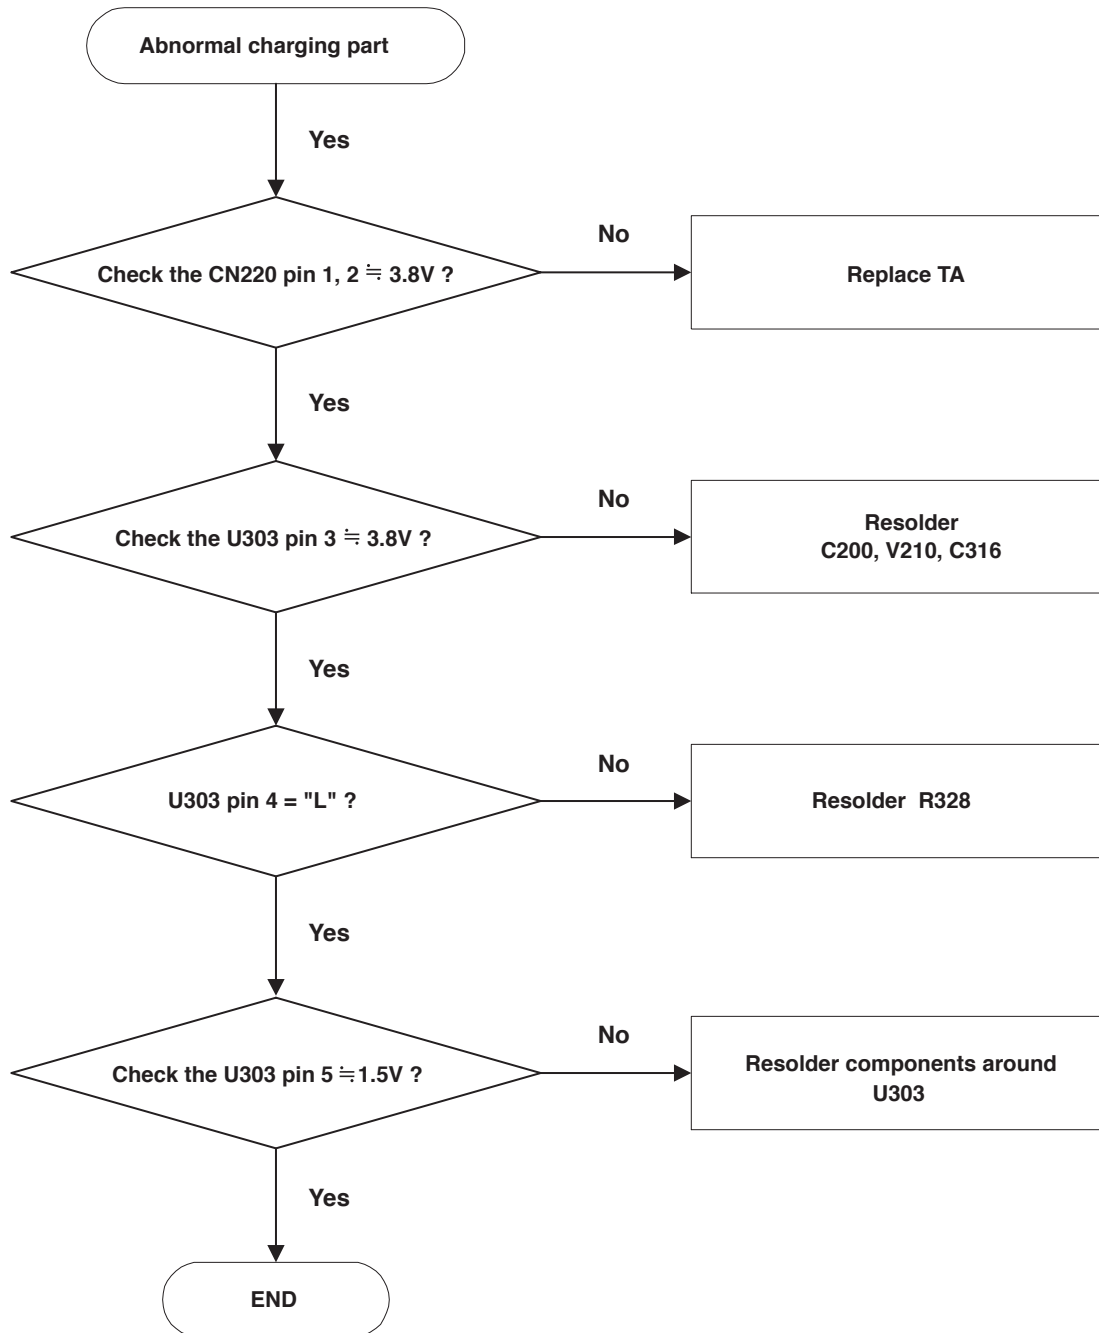 Abnormal charging part
Yes
Check the CN220 pin 1, 2 ≒ 3.8V ?
No
Replace TA
Yes
Check the U303 pin 3 ≒ 3.8V ?
No
Resolder
C200, V210, C316
Yes
U303 pin 4 = "L" ?
No
Resolder R328
Yes
Check the U303 pin 5 ≒1.5V ?
No
Resolder components around
U303
Yes
END